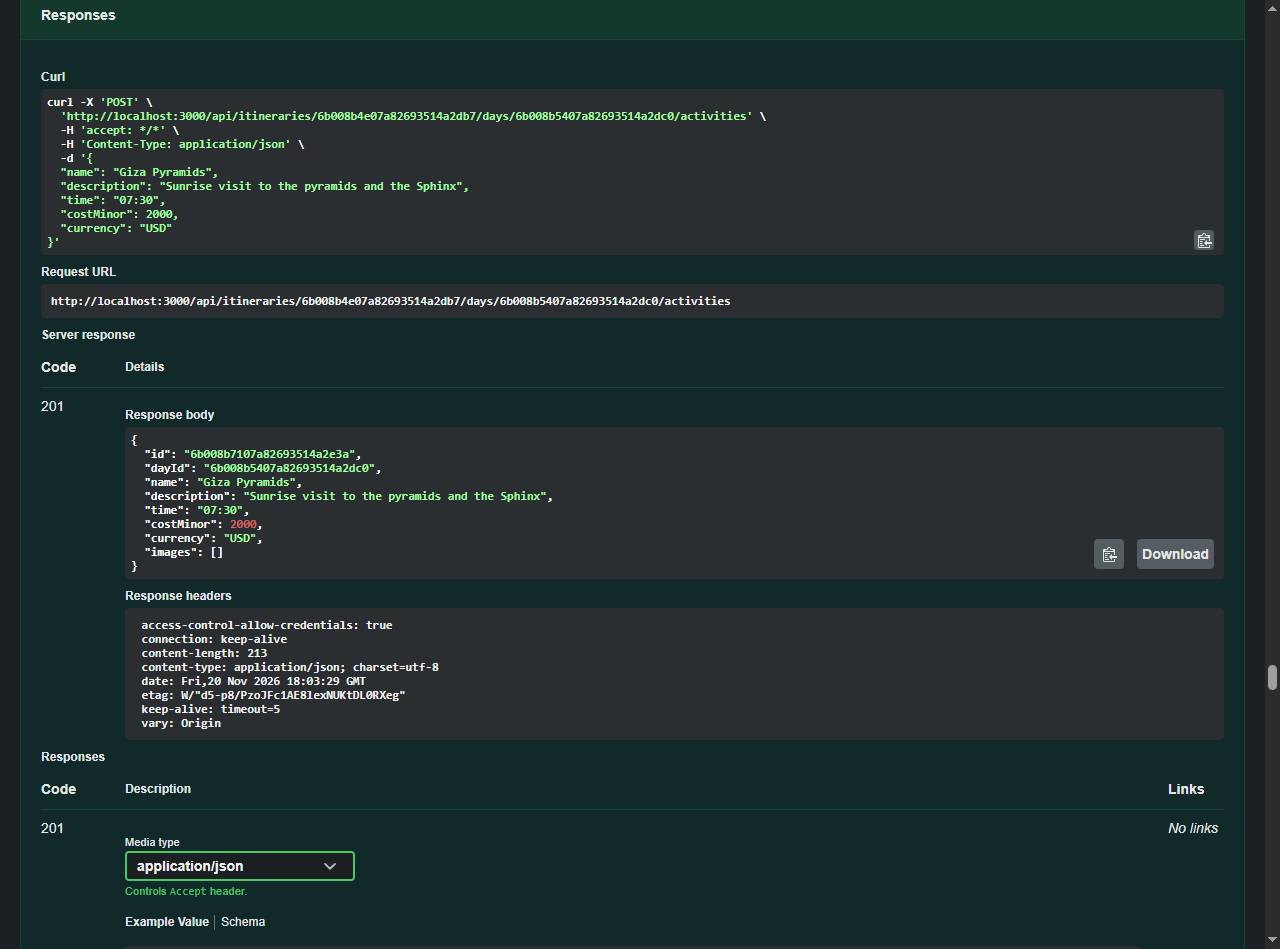 Responses
Curl
curl -X 'POST' \
  'http://localhost:3000/api/itineraries/6b008b4e07a82693514a2db7/days/6b008b5407a82693514a2dc0/activities' \
  -H 'accept: */*' \
  -H 'Content-Type: application/json' \
  -d '{
  "name": "Giza Pyramids",
  "description": "Sunrise visit to the pyramids and the Sphinx",
  "time": "07:30",
  "costMinor": 2000,
  "currency": "USD"
}'
Request URL
http://localhost:3000/api/itineraries/6b008b4e07a82693514a2db7/days/6b008b5407a82693514a2dc0/activities
Server response
Code Details
201
Response body
{
  "id": "6b008b7107a82693514a2e3a",
  "dayId": "6b008b5407a82693514a2dc0",
  "name": "Giza Pyramids",
  "description": "Sunrise visit to the pyramids and the Sphinx",
  "time": "07:30",
  "costMinor": 2000,
  "currency": "USD",
  "images": []
}
Download
Response headers
access-control-allow-credentials: true
connection: keep-alive
content-length: 213
content-type: application/json; charset=utf-8
date: Fri,20 Nov 2026 18:03:29 GMT
etag: W/"d5-p8/PzoJFc1AE8lexNUKtDL0RXeg"
keep-alive: timeout=5
vary: Origin
Responses
Code Description Links
201 No links
Media type
application/json
Controls Accept header.
Example Value Schema